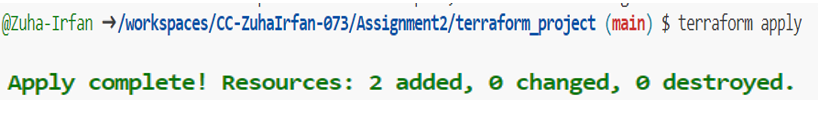 @Zuha-Irfan ➜/workspaces/CC-ZuhaIrfan-073/Assignment2/terraform_project (main) $ terraform apply
Apply complete! Resources: 2 added, 0 changed, 0 destroyed.